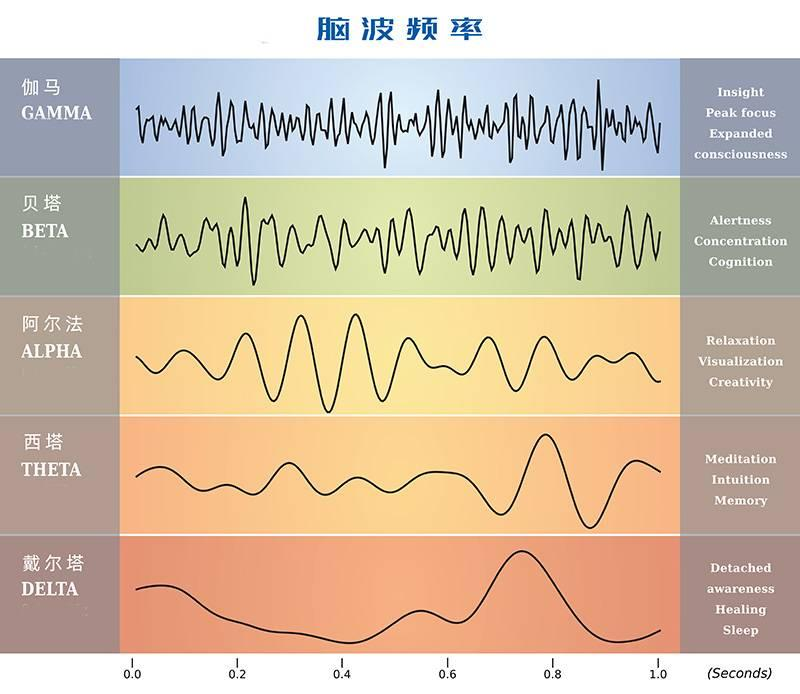 脑波频率
伽马
GAMMA
Insight
Peak focus
Expanded
consciousness
贝塔
BETA
Alertness
Concentration
Cognition
阿尔法
ALPHA
Relaxation
Visualization
Creativity
西塔
THETA
Meditation
Intuition
Memory
戴尔塔
DELTA
Detached
awareness
Healing
Sleep
0.0 0.2 0.4 0.6 0.8 1.0 (Seconds)